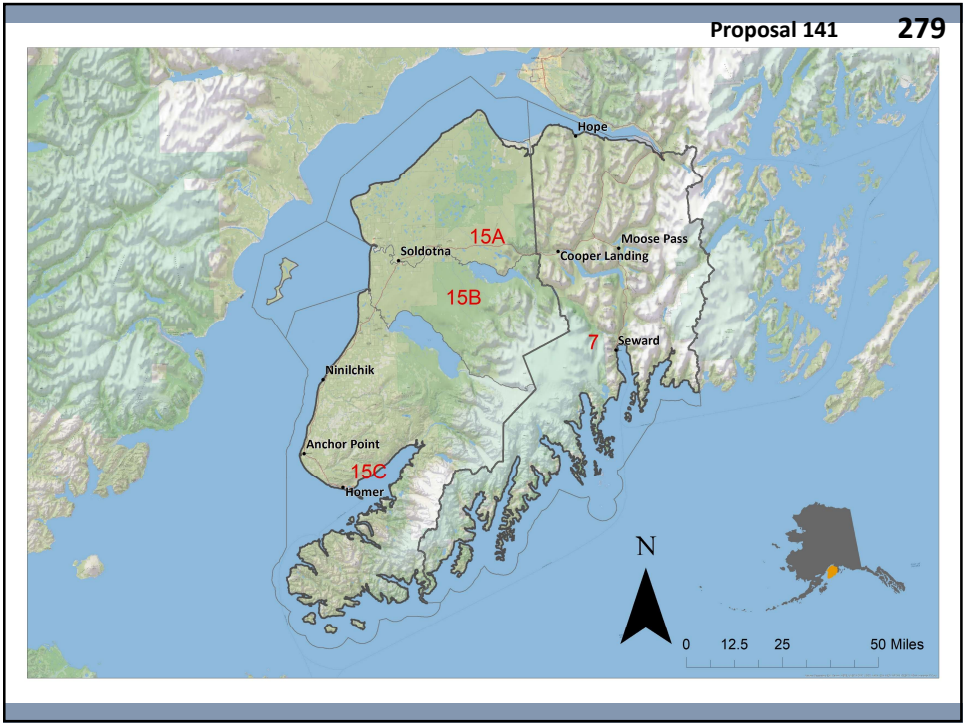 Proposal 141 279
Hope
15A
Moose Pass
Soldotna
Cooper Landing
15B
7
Seward
Ninilchik
Anchor Point
15C
Homer
N
0 12.5 25 50 Miles